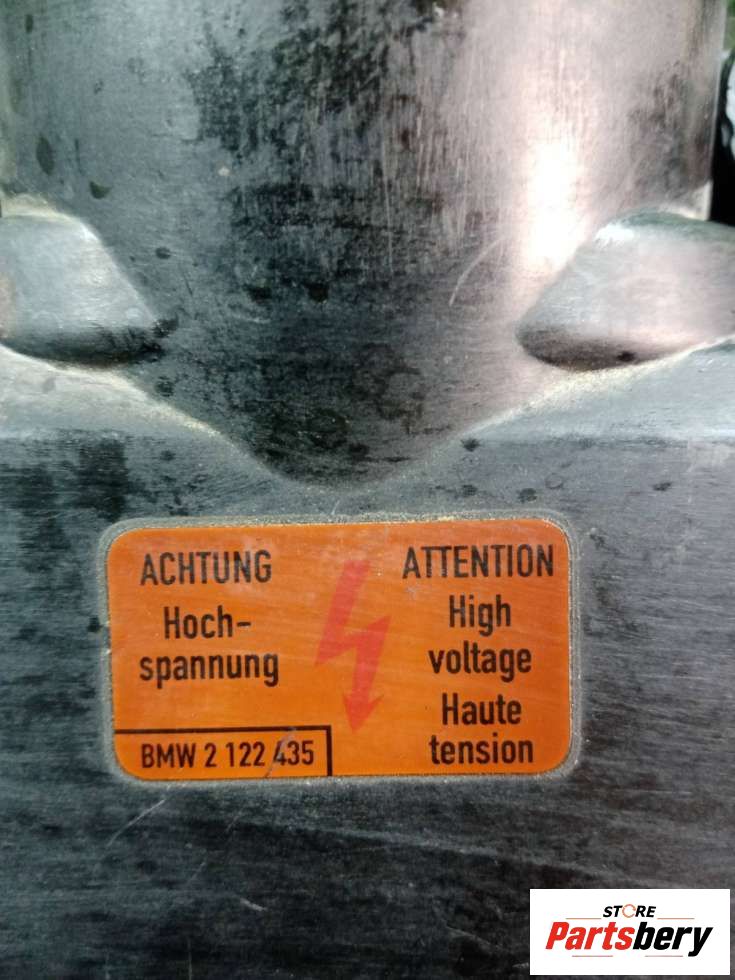 ACHTUNG
Hoch-
spannung
BMW 2 122 435
ATTENTION
High
voltage
Haute
tension
STORE
Partsbery